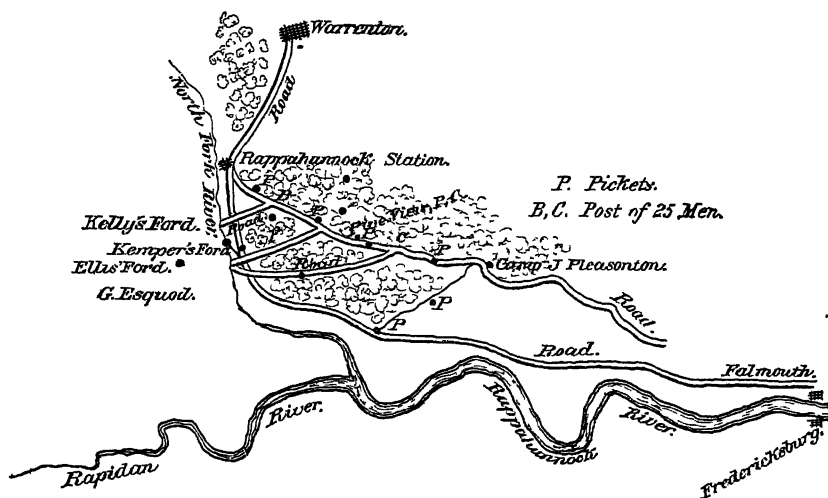 Warrenton.
Road
North Fork River
Rappahannock Station.
P
P
P. Pickets.
B, C. Post of 25 Men.
Kelly's Ford.
Road
P
P
Pine View, P.C.
Kemper's Ford
P
C
P
Ellis' Ford.
Road
Camp J Pleasonton.
G. Esquod.
P
Road.
P
Road.
Falmouth.
River.
Rappahannock
River.
Rapidan
Fredericksburg.